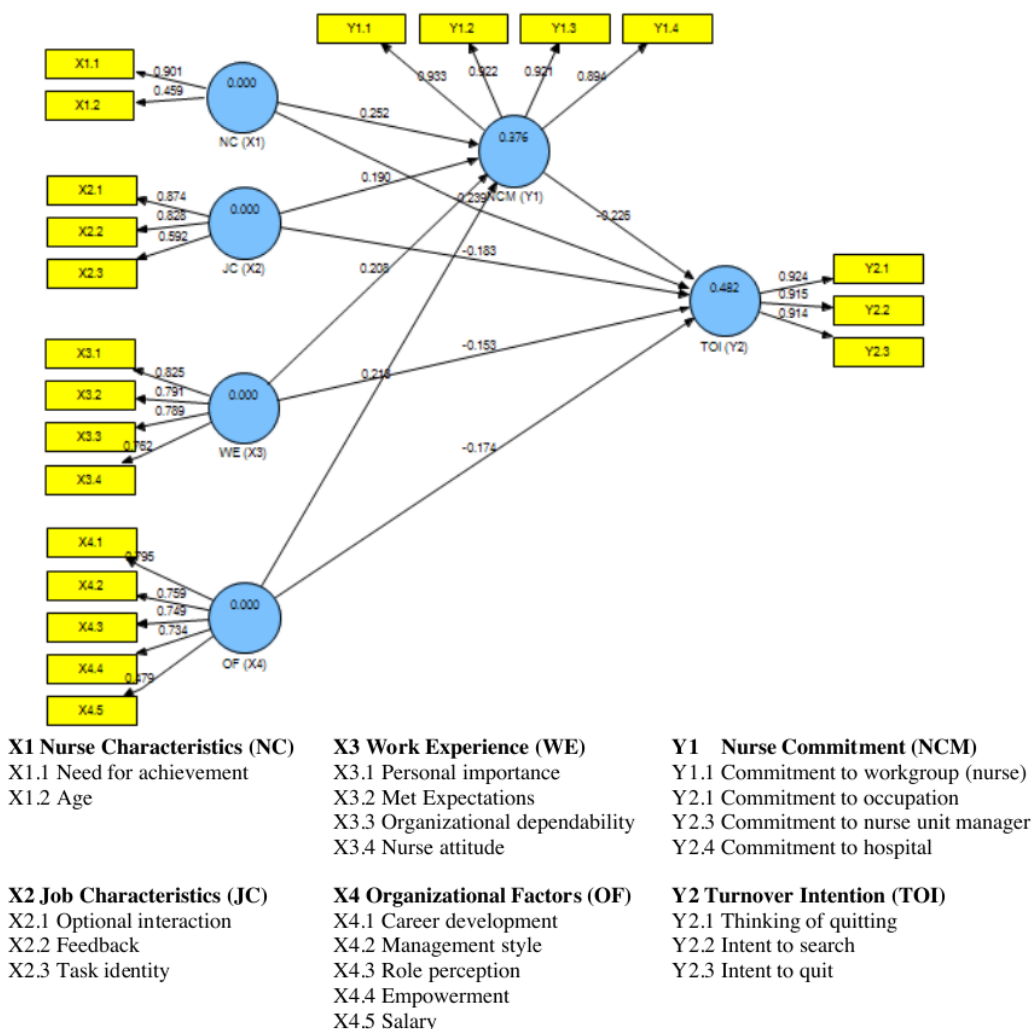 Y1.1 Y1.2 Y1.3 Y1.4
X1.1
X1.2
0.901
0.459
0.000
NC (X1)
0.933
0.922
0.921
0.894
0.376
NCM (Y1)
0.252
0.190
0.239
X2.1
X2.2
X2.3
0.874
0.828
0.592
0.000
JC (X2)
-0.226
-0.183
0.208
0.482
TOI (Y2)
0.924
0.915
0.914
Y2.1
Y2.2
Y2.3
X3.1
X3.2
X3.3
X3.4
0.825
0.791
0.789
0.762
0.000
WE (X3)
-0.153
-0.174
X4.1
X4.2
X4.3
X4.4
X4.5
0.795
0.759
0.749
0.734
0.479
0.000
OF (X4)
X1 Nurse Characteristics (NC)
X1.1 Need for achievement
X1.2 Age
X3 Work Experience (WE)
X3.1 Personal importance
X3.2 Met Expectations
X3.3 Organizational dependability
X3.4 Nurse attitude
Y1 Nurse Commitment (NCM)
Y1.1 Commitment to workgroup (nurse)
Y2.1 Commitment to occupation
Y2.3 Commitment to nurse unit manager
Y2.4 Commitment to hospital
X2 Job Characteristics (JC)
X2.1 Optional interaction
X2.2 Feedback
X2.3 Task identity
X4 Organizational Factors (OF)
X4.1 Career development
X4.2 Management style
X4.3 Role perception
X4.4 Empowerment
X4.5 Salary
Y2 Turnover Intention (TOI)
Y2.1 Thinking of quitting
Y2.2 Intent to search
Y2.3 Intent to quit